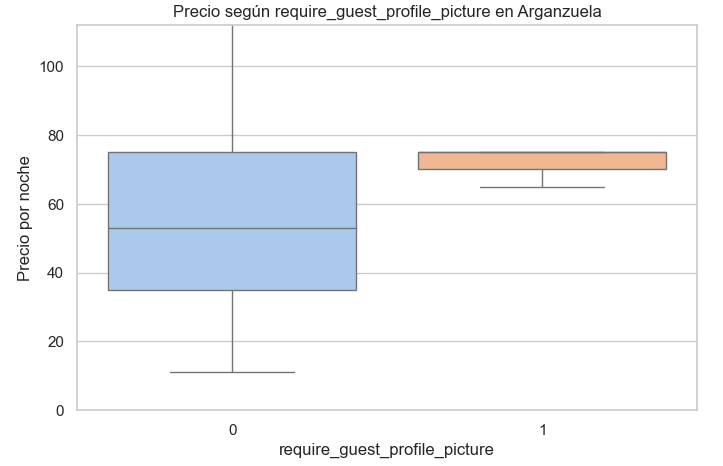 Precio según require_guest_profile_picture en Arganzuela
Precio por noche
100
80
60
40
20
0
0
1
require_guest_profile_picture